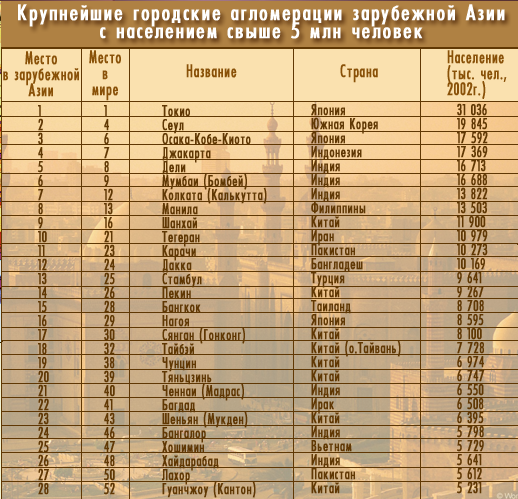 Крупнейшие городские агломерации зарубежной Азии
с населением свыше 5 млн человек
Место в зарубежной Азии Место в мире Название Страна Население (тыс. чел., 2002г.)
1 1 Токио Япония 31 036
2 4 Сеул Южная Корея 19 845
3 6 Осака-Кобе-Киото Япония 17 592
4 7 Джакарта Индонезия 17 369
5 8 Дели Индия 16 713
6 9 Мумбаи (Бомбей) Индия 16 688
7 12 Колката (Калькутта) Индия 13 822
8 13 Манила Филиппины 13 503
9 16 Шанхай Китай 11 900
10 21 Тегеран Иран 10 979
11 23 Карачи Пакистан 10 273
12 24 Дакка Бангладеш 10 169
13 25 Стамбул Турция 9 641
14 26 Пекин Китай 9 267
15 28 Бангкок Таиланд 8 708
16 29 Нагоя Япония 8 595
17 30 Сянган (Гонконг) Китай 8 100
18 32 Тайбэй Китай (о.Тайвань) 7 728
19 38 Чунцин Китай 6 974
20 39 Тяньцзинь Китай 6 747
21 40 Ченнаи (Мадрас) Индия 6 550
22 41 Багдад Ирак 6 508
23 43 Шеньян (Мукден) Китай 6 395
24 46 Бангалор Индия 5 798
25 47 Хошимин Вьетнам 5 729
26 48 Хайдарабад Индия 5 641
27 50 Лахор Пакистан 5 612
28 52 Гуанчжоу (Кантон) Китай 5 231